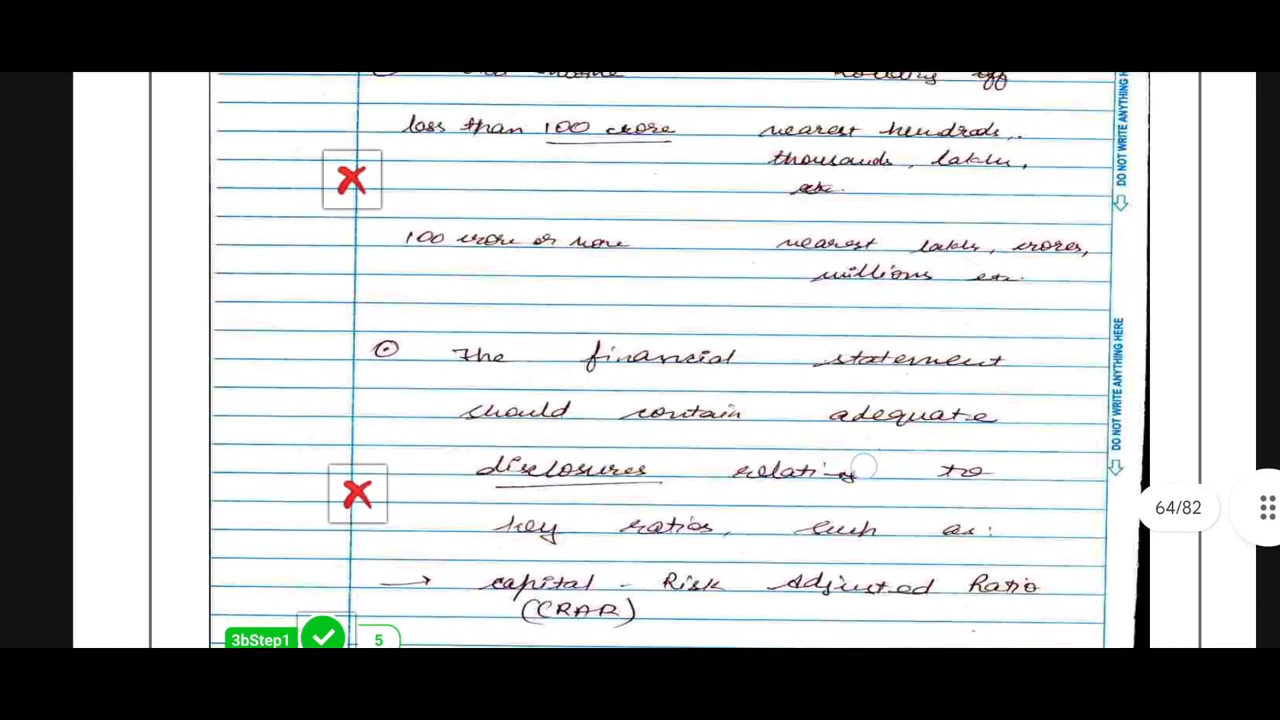 less than 100 crore nearest hundreds,
thousands, lakhs,
etc.
100 crore or more nearest lakhs, crores,
millions etc.
The financial statement
should contain adequate
disclosures relating to
key ratios, such as:
→ capital - Risk Adjusted Ratio
(CRAR)
3bStep1 5
64/82
DO NOT WRITE ANYTHING H
DO NOT WRITE ANYTHING HERE